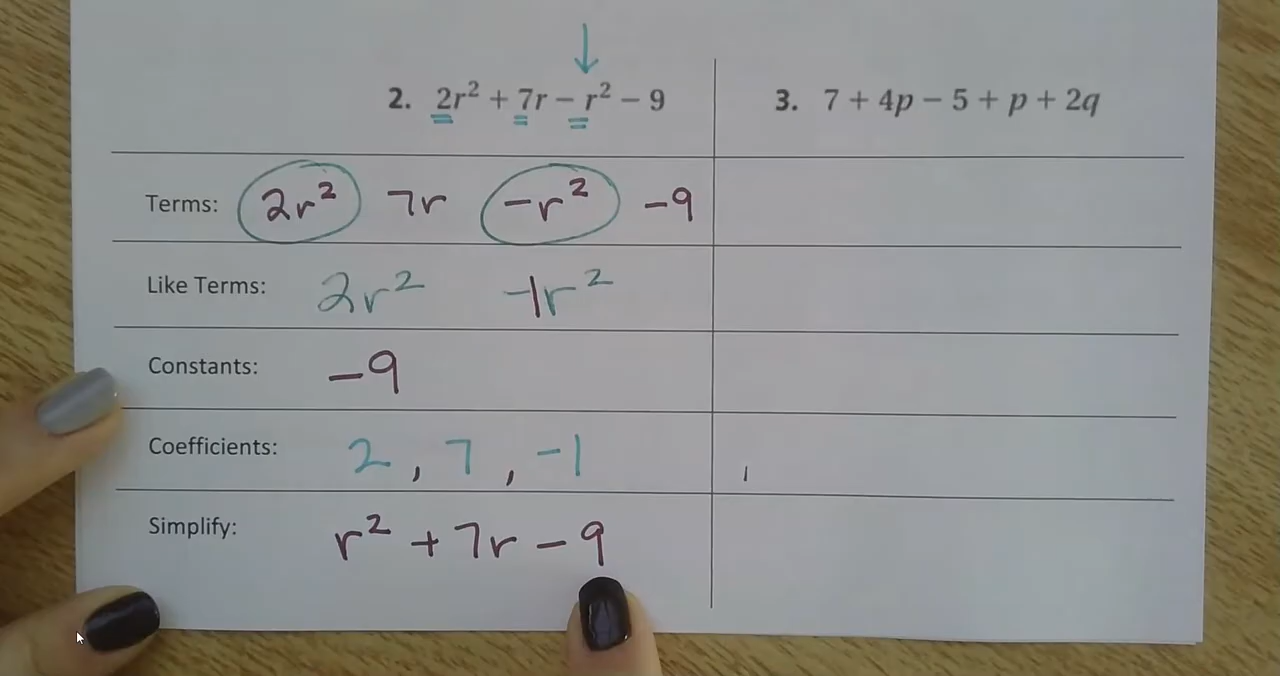 2. 2r² + 7r − r² − 9
3. 7 + 4p − 5 + p + 2q
Terms: 2r² 7r −r² −9
Like Terms: 2r² −1r²
Constants: −9
Coefficients: 2, 7, −1
Simplify: r² + 7r − 9